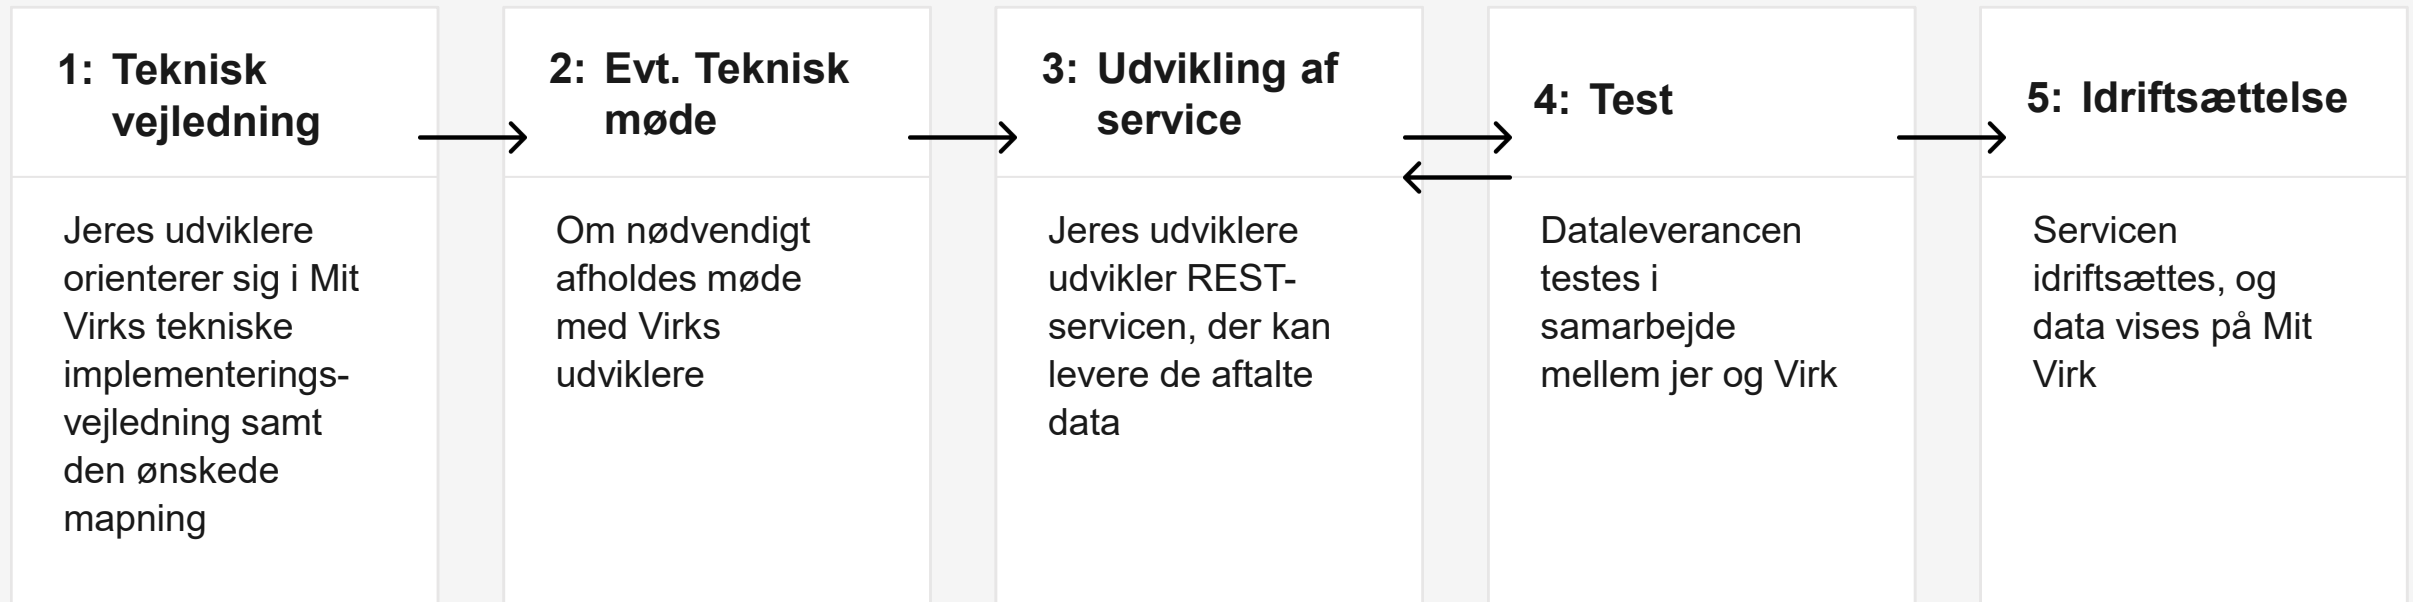 1: Teknisk
vejledning
Jeres udviklere
orienterer sig i Mit
Virks tekniske
implementerings-
vejledning samt
den ønskede
mapning
2: Evt. Teknisk
møde
Om nødvendigt
afholdes møde
med Virks
udviklere
3: Udvikling af
service
Jeres udviklere
udvikler REST-
servicen, der kan
levere de aftalte
data
4: Test
Dataleverancen
testes i
samarbejde
mellem jer og Virk
5: Idriftsættelse
Servicen
idriftsættes, og
data vises på Mit
Virk